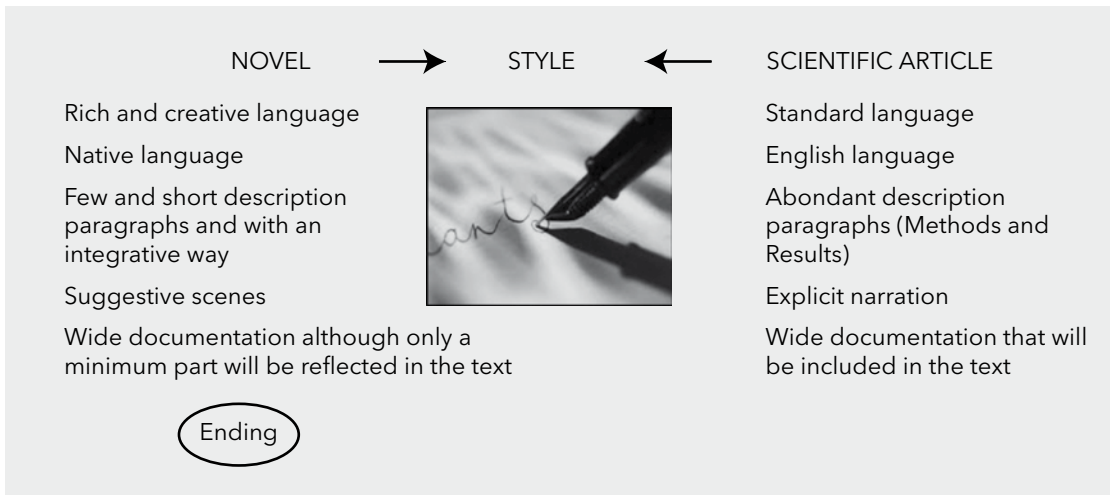 NOVEL
STYLE
SCIENTIFIC ARTICLE
Rich and creative language
Native language
Few and short description
paragraphs and with an
integrative way
Suggestive scenes
Wide documentation although only a
minimum part will be reflected in the text
Ending
ants
Standard language
English language
Abondant description
paragraphs (Methods and
Results)
Explicit narration
Wide documentation that will
be included in the text